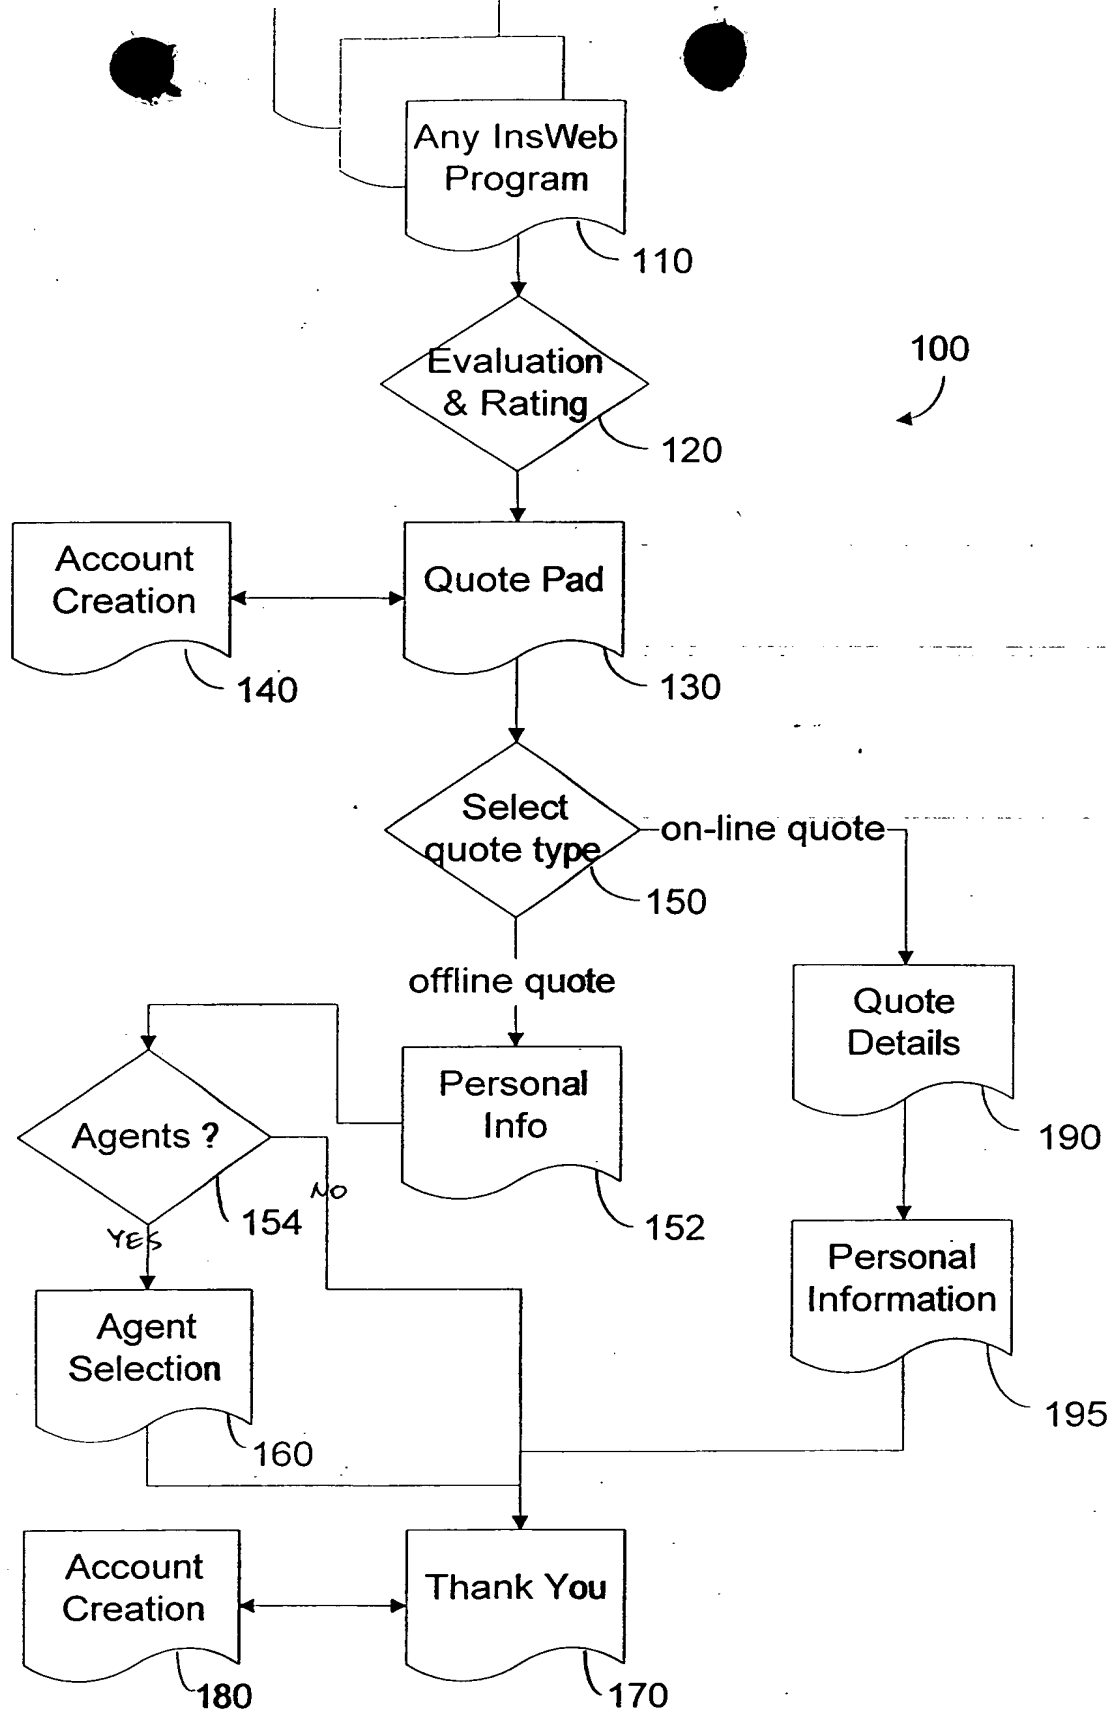 Any InsWeb
Program
110
Evaluation
& Rating
100
120
Account
Creation
Quote Pad
140
130
Select
quote type
on-line quote
150
offline quote
Quote
Details
Personal
Info
Agents ?
190
NO
154
152
YES
Personal
Information
Agent
Selection
195
160
Account
Creation
Thank You
180
170